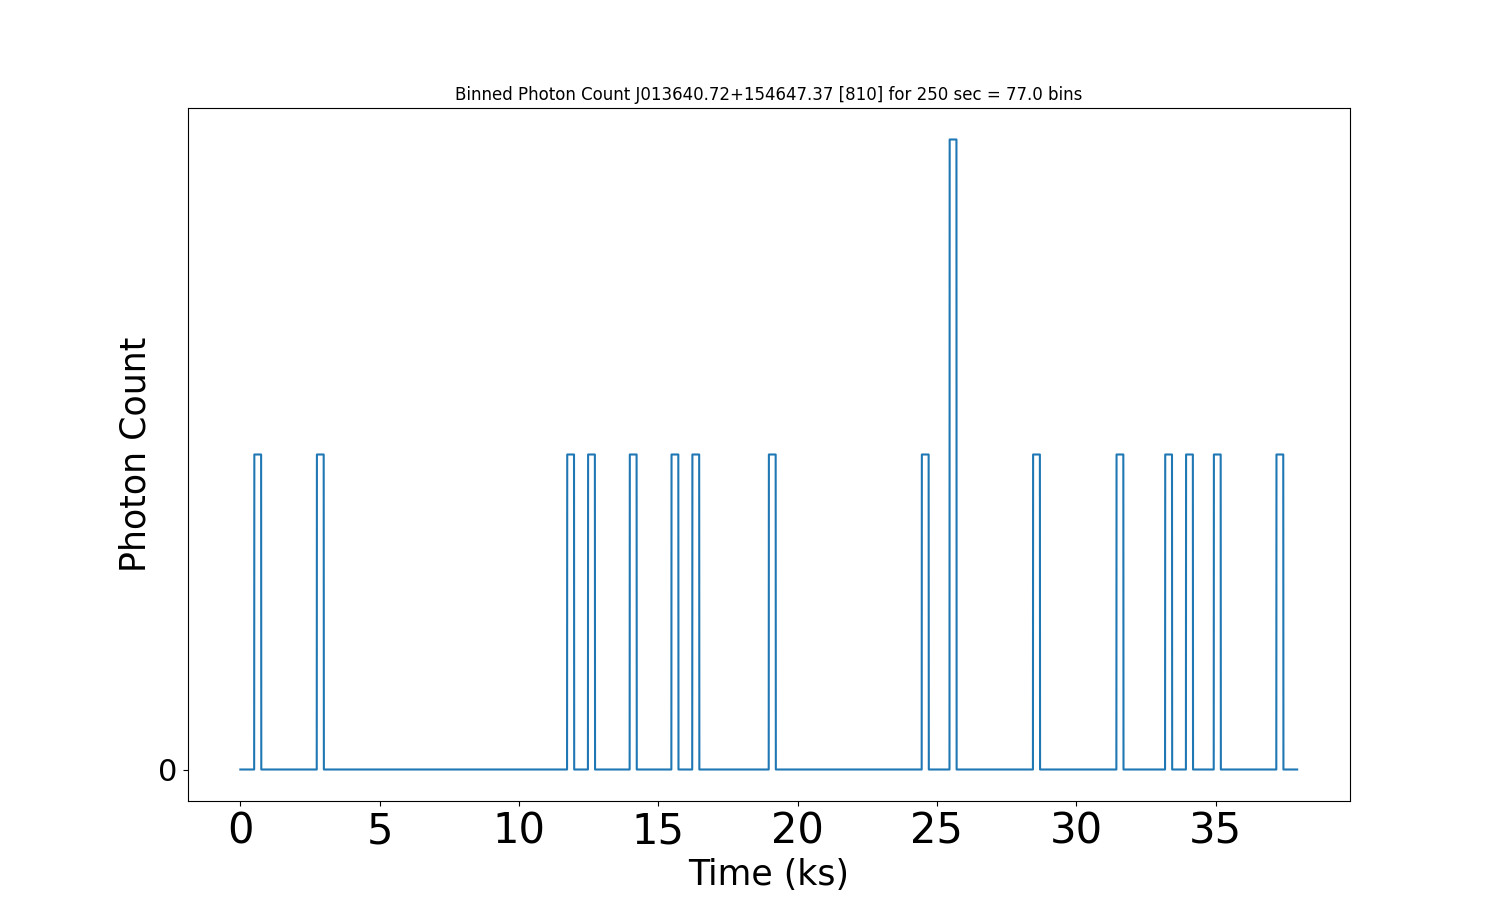 Binned Photon Count J013640.72+154647.37 [810] for 250 sec = 77.0 bins
Photon Count
0
0 5 10 15 20 25 30 35
Time (ks)